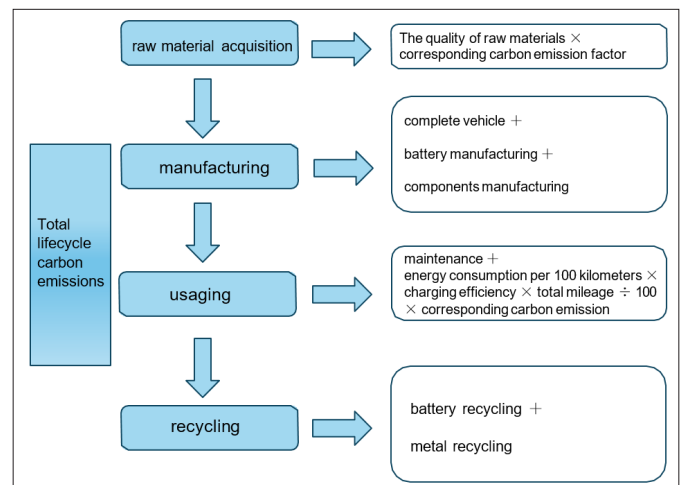 raw material acquisition
The quality of raw materials ×
corresponding carbon emission factor
manufacturing
complete vehicle +
battery manufacturing +
components manufacturing
Total
lifecycle
carbon
emissions
usaging
maintenance +
energy consumption per 100 kilometers ×
charging efficiency × total mileage ÷ 100
× corresponding carbon emission
recycling
battery recycling +
metal recycling